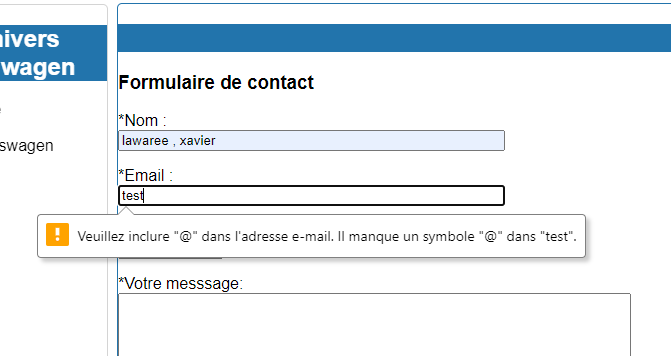 nivers
wagen
swagen
Formulaire de contact
*Nom :
lawaree , xavier
*Email :
test
Veuillez inclure "@" dans l'adresse e-mail. Il manque un symbole "@" dans "test".
*Votre messsage: